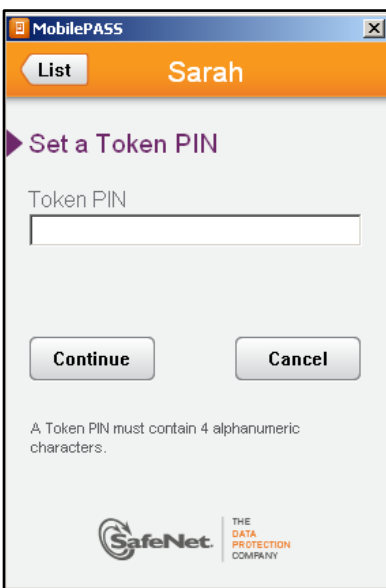 MobilePASS
List
Sarah
Set a Token PIN
Token PIN
Continue
Cancel
A Token PIN must contain 4 alphanumeric
characters.
SafeNet.
THE
DATA
PROTECTION
COMPANY